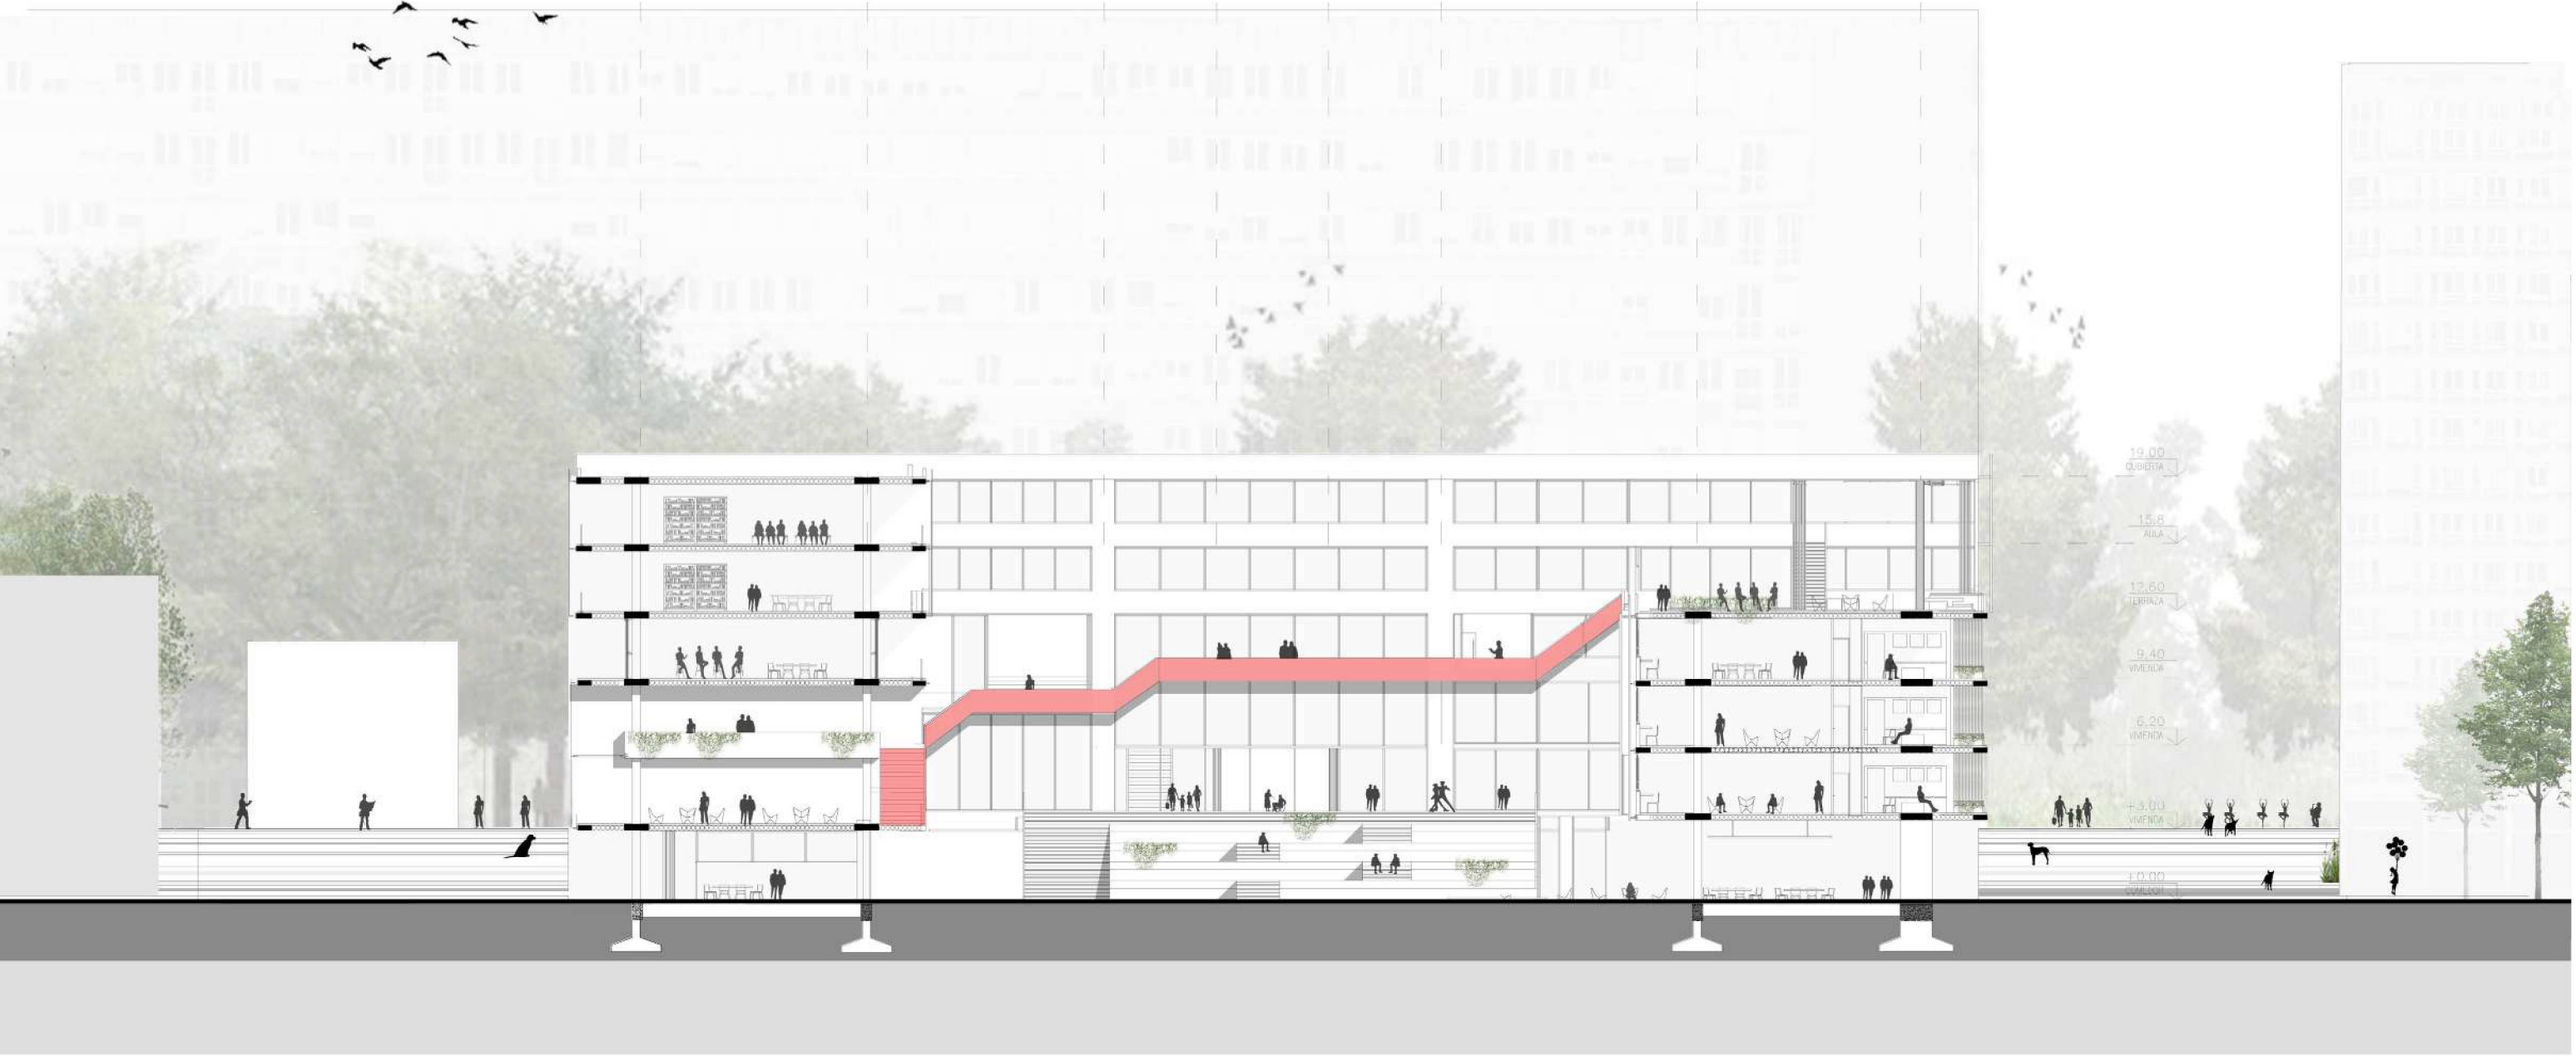 19.00
CUBIERTA
15.8
AULA
12.60
TERRAZA
9.40
VIVIENDA
6.20
VIVIENDA
+3.00
VIVIENDA
+0.00